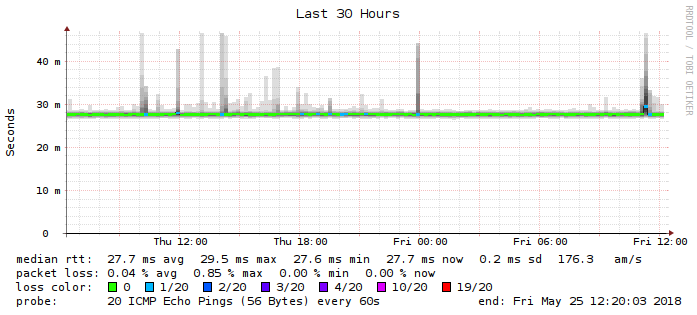 Last 30 Hours
RRDTOOL / TOBI OETIKER
Seconds
40 m
30 m
20 m
10 m
0
Thu 12:00 Thu 18:00 Fri 00:00 Fri 06:00 Fri 12:00
median rtt: 27.7 ms avg 29.5 ms max 27.6 ms min 27.7 ms now 0.2 ms sd 176.3 am/s
packet loss: 0.04 % avg 0.85 % max 0.00 % min 0.00 % now
loss color: 0 1/20 2/20 3/20 4/20 10/20 19/20
probe: 20 ICMP Echo Pings (56 Bytes) every 60s end: Fri May 25 12:20:03 2018